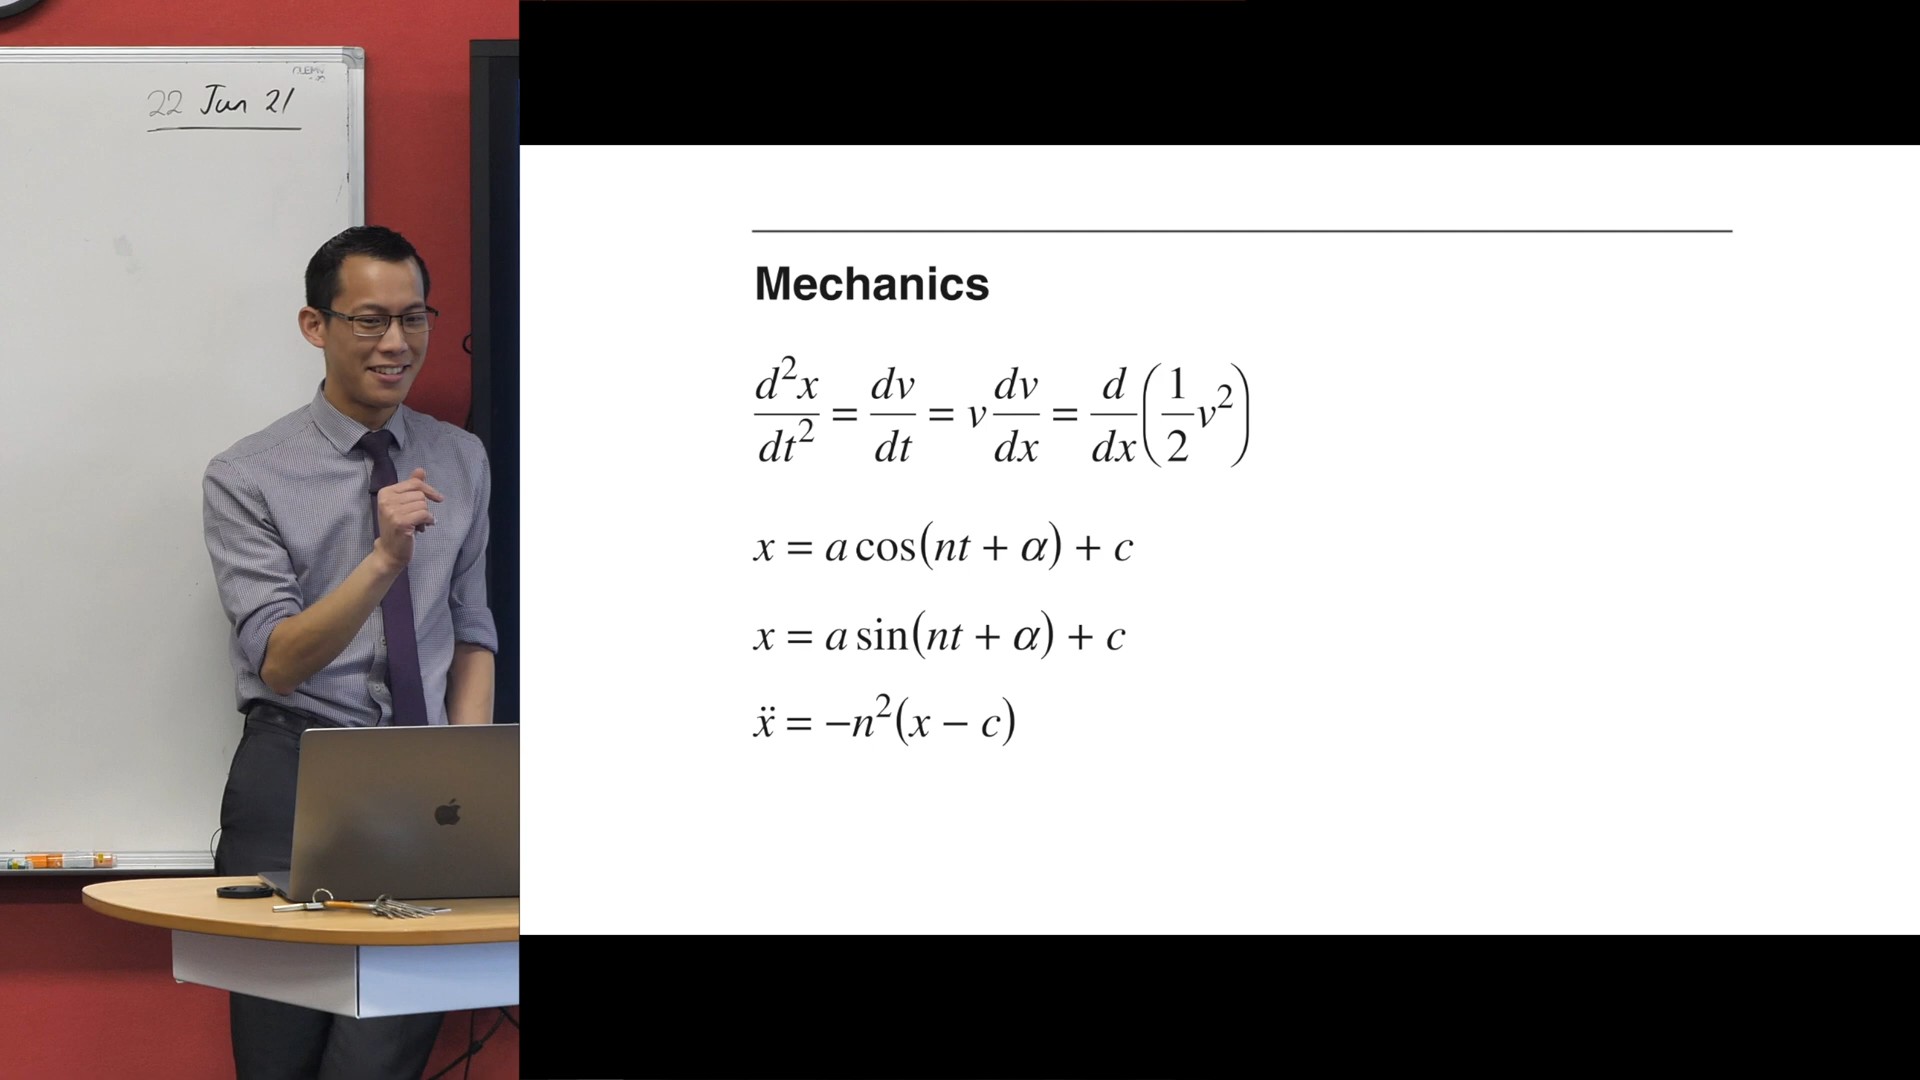 22 Jun 21
Mechanics
d²x/dt² = dv/dt = v dv/dx = d/dx (1/2 v²)
x = a cos(nt + α) + c
x = a sin(nt + α) + c
ẍ = −n²(x − c)